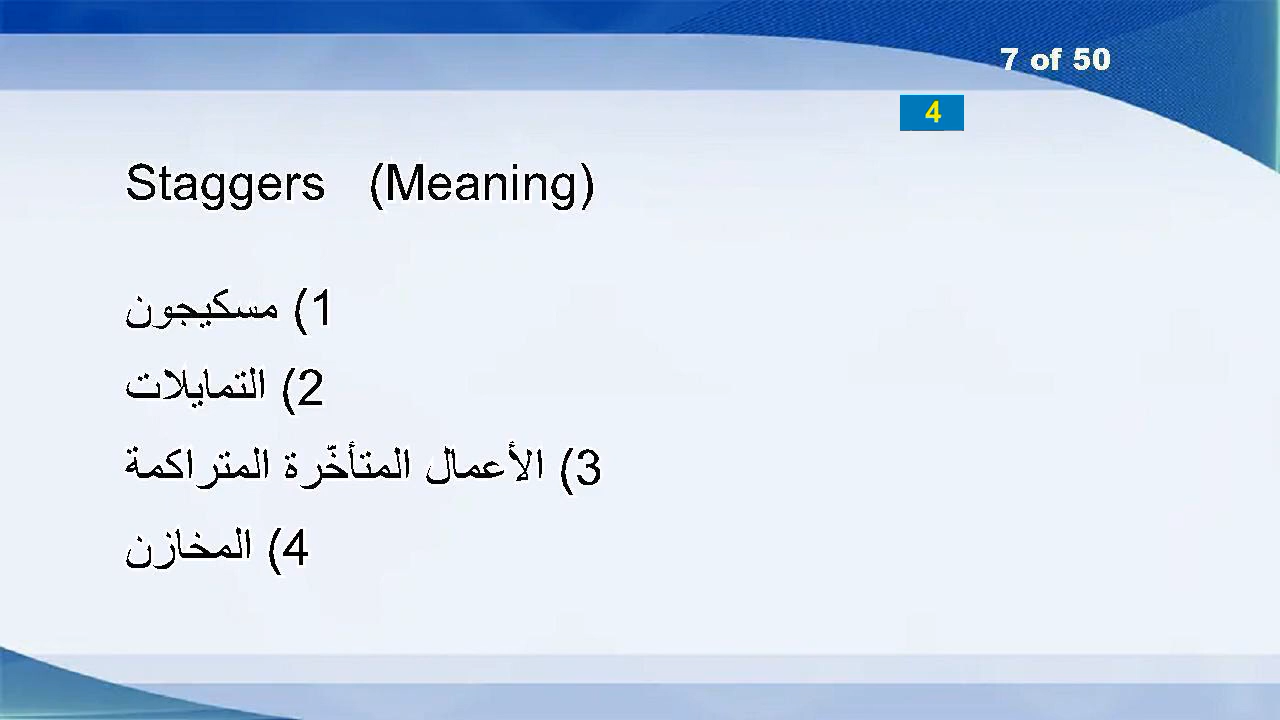 7 of 50
4
Staggers (Meaning)
1) مسكيجون
2) التمايلات
3) الأعمال المتأخّرة المتراكمة
4) المخازن